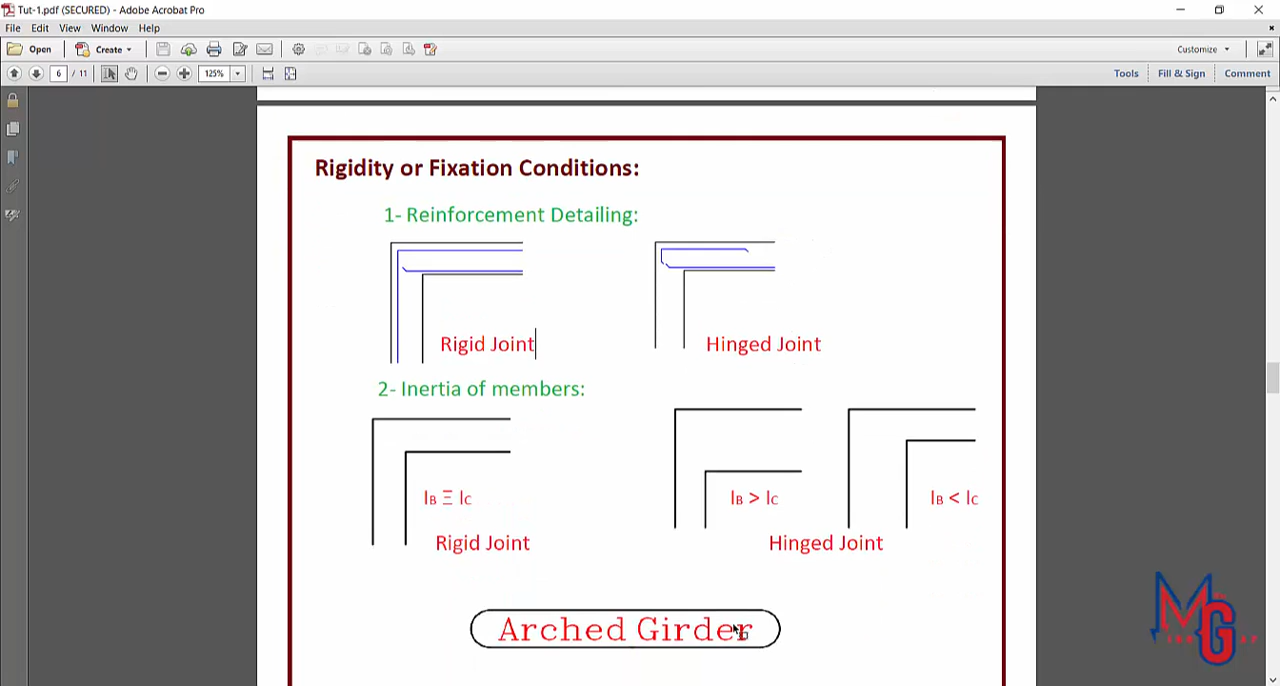 Tut-1.pdf (SECURED) - Adobe Acrobat Pro
File Edit View Window Help
Open Create Customize
6 / 11 125% Tools Fill & Sign Comment
Rigidity or Fixation Conditions:
1- Reinforcement Detailing:
Rigid Joint Hinged Joint
2- Inertia of members:
IB Ξ IC IB > IC IB < IC
Rigid Joint Hinged Joint
Arched Girder
MG